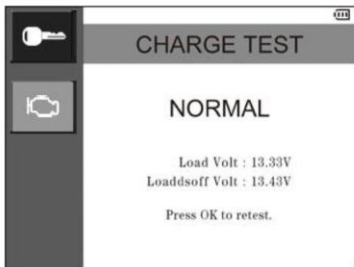 CHARGE TEST
NORMAL
Load Volt : 13.33V
Loaddsoff Volt : 13.43V
Press OK to retest.